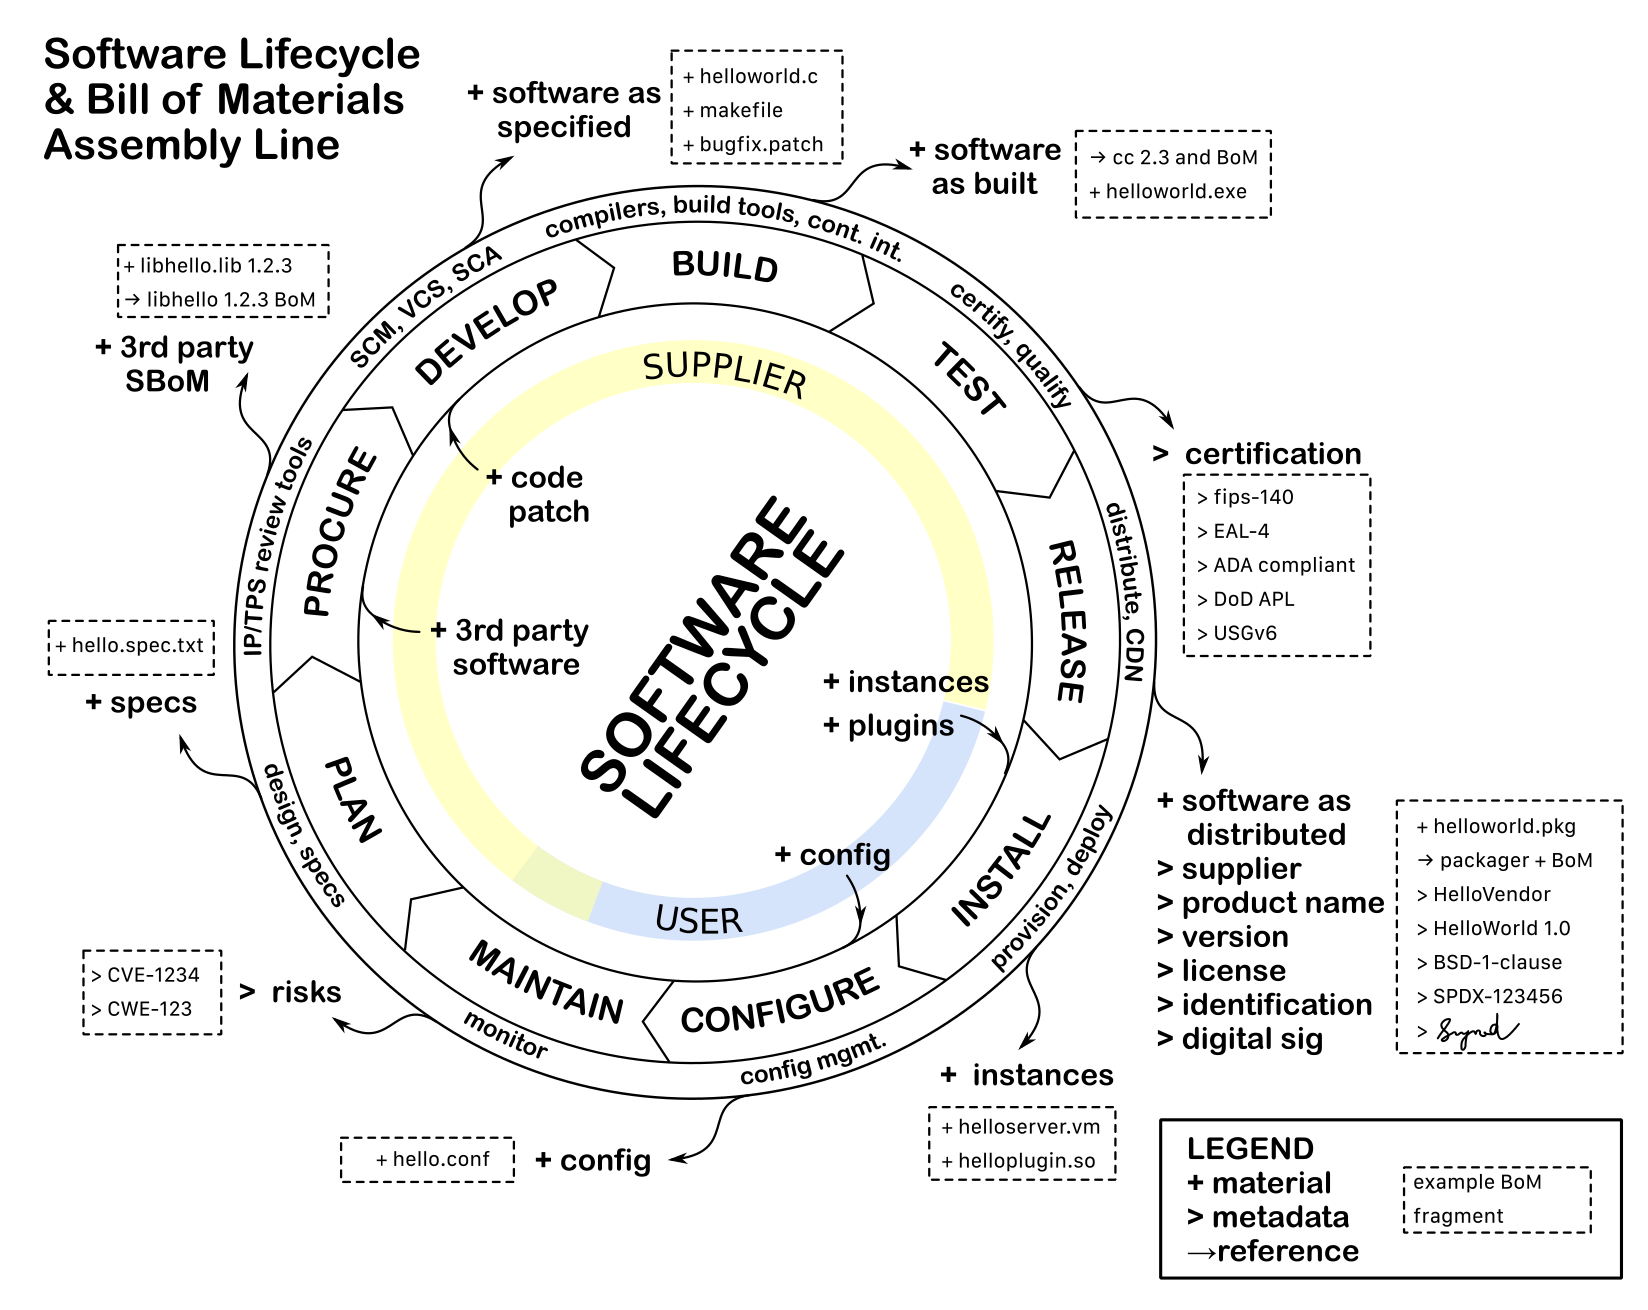 Software Lifecycle
& Bill of Materials
Assembly Line
+ software as
specified
+ helloworld.c
+ makefile
+ bugfix.patch
+ software
as built
→ cc 2.3 and BoM
+ helloworld.exe
+ libhello.lib 1.2.3
→ libhello 1.2.3 BoM
+ 3rd party
SBoM
SCM, VCS, SCA
compilers, build tools, cont. int.
certify, qualify
distribute, CDN
provision, deploy
config mgmt.
monitor
design, specs
IP/TPS review tools
DEVELOP
BUILD
TEST
RELEASE
INSTALL
CONFIGURE
MAINTAIN
PLAN
PROCURE
SUPPLIER
USER
+ code
patch
+ 3rd party
software
SOFTWARE
LIFECYCLE
+ instances
+ plugins
+ config
> certification
> fips-140
> EAL-4
> ADA compliant
> DoD APL
> USGv6
+ hello.spec.txt
+ specs
+ software as
distributed
> supplier
> product name
> version
> license
> identification
> digital sig
+ helloworld.pkg
→ packager + BoM
> HelloVendor
> HelloWorld 1.0
> BSD-1-clause
> SPDX-123456
> Signed
> CVE-1234
> CWE-123
> risks
+ instances
+ helloserver.vm
+ helloplugin.so
+ hello.conf
+ config
LEGEND
+ material
> metadata
→reference
example BoM
fragment